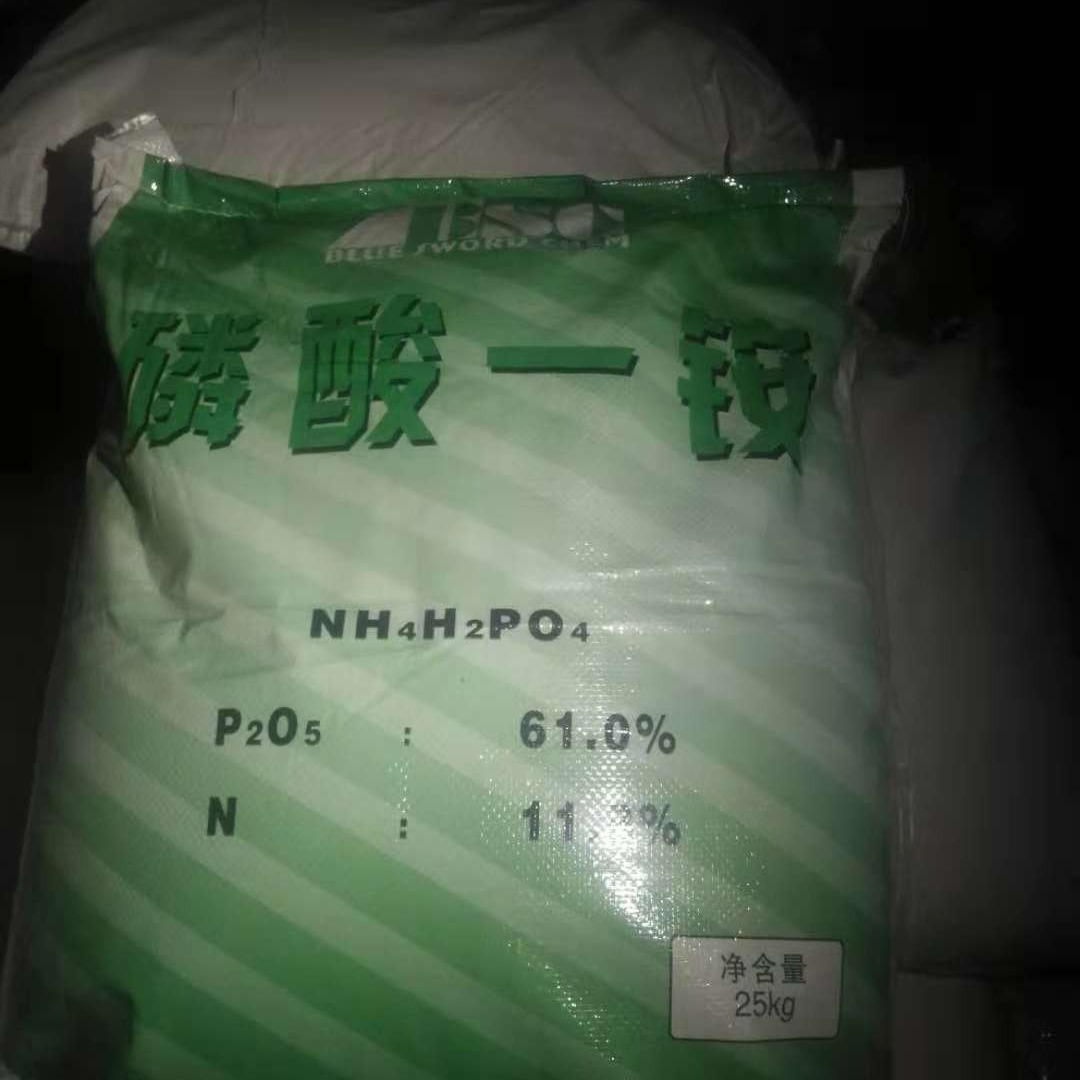 BLUE SWORD CHEM
磷酸一铵
NH₄H₂PO₄
P₂O₅ : 61.0%
N :
净含量
25kg